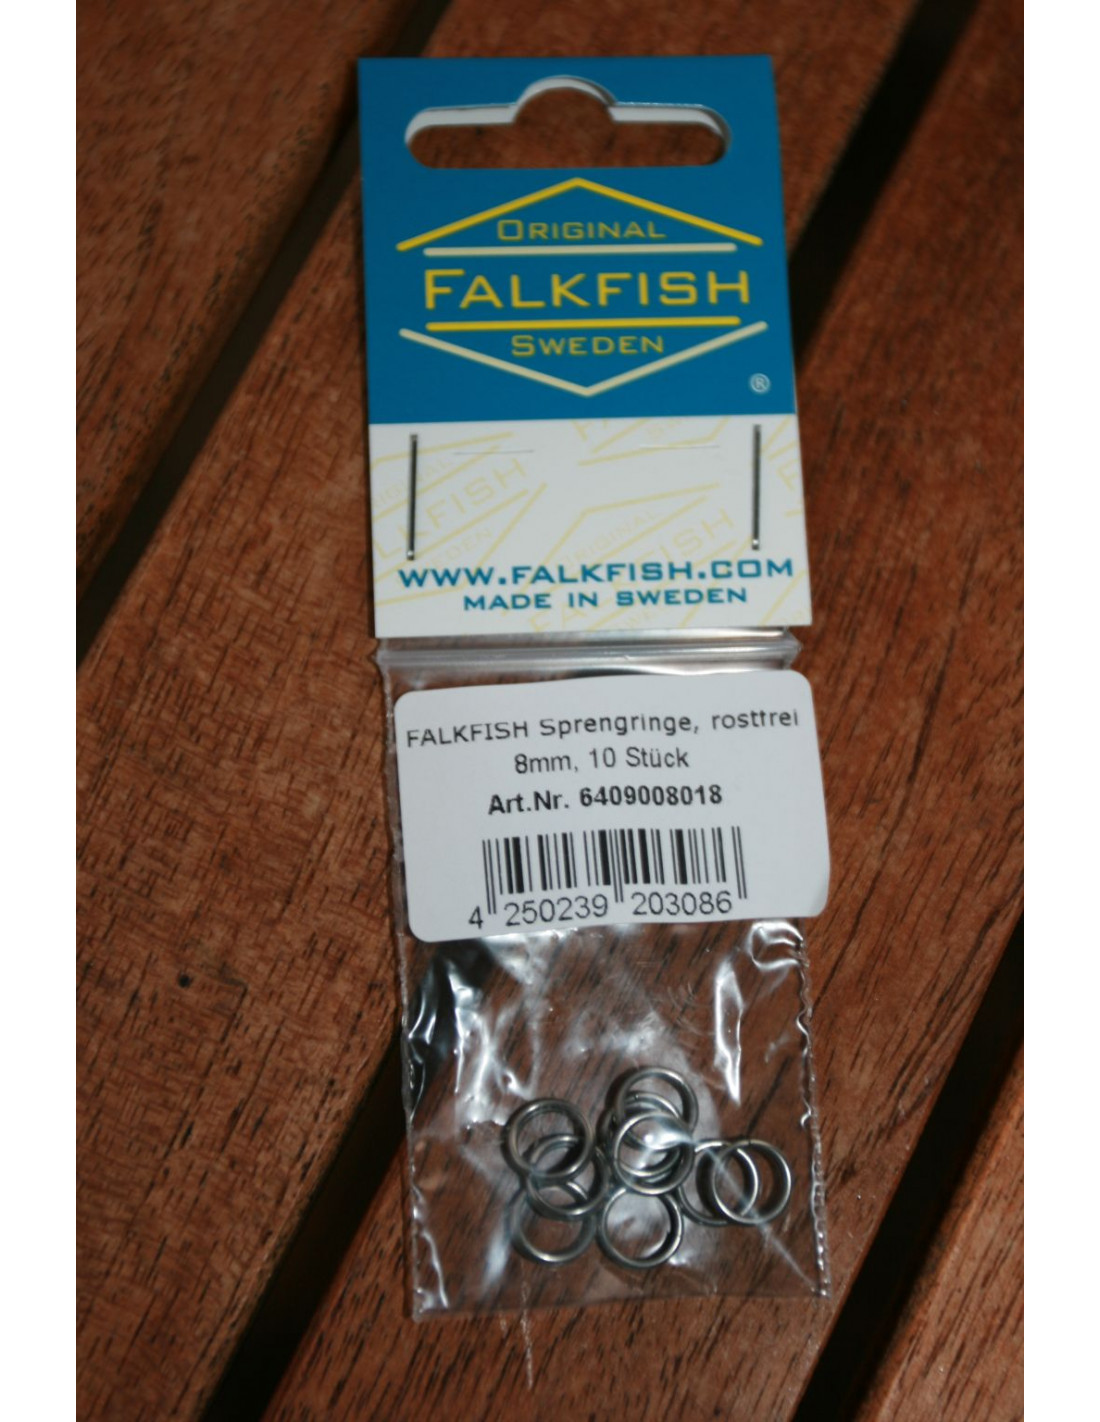 ORIGINAL
FALKFISH
SWEDEN
®
WWW.FALKFISH.COM
MADE IN SWEDEN
FALKFISH Sprengringe, rostfrei
8mm, 10 Stück
Art.Nr. 6409008018
4 250239 203086